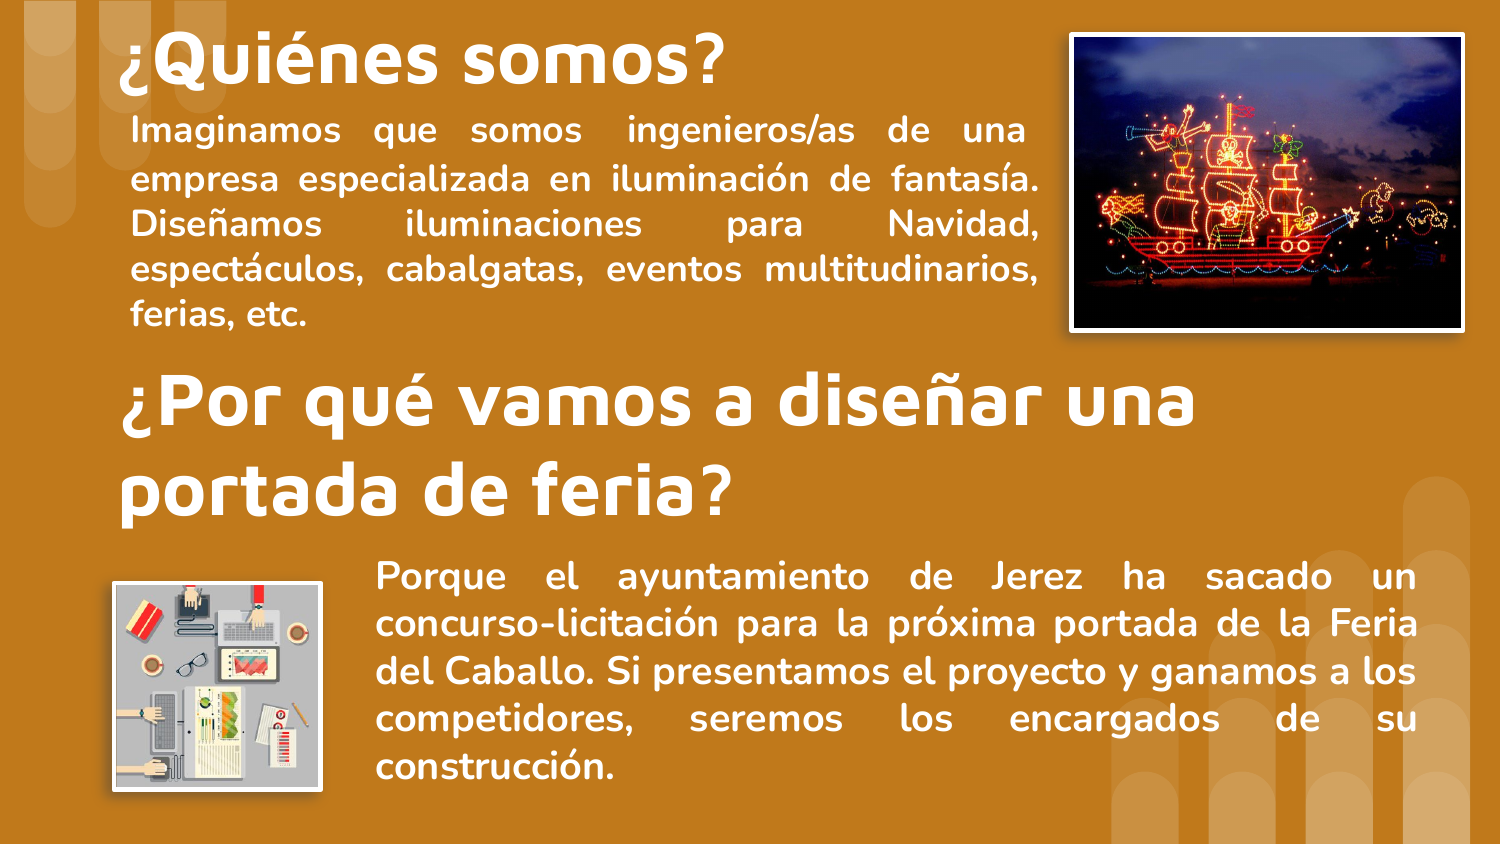 ¿Quiénes somos?
Imaginamos que somos ingenieros/as de una
empresa especializada en iluminación de fantasía.
Diseñamos iluminaciones para Navidad,
espectáculos, cabalgatas, eventos multitudinarios,
ferias, etc.
¿Por qué vamos a diseñar una
portada de feria?
Porque el ayuntamiento de Jerez ha sacado un
concurso-licitación para la próxima portada de la Feria
del Caballo. Si presentamos el proyecto y ganamos a los
competidores, seremos los encargados de su
construcción.